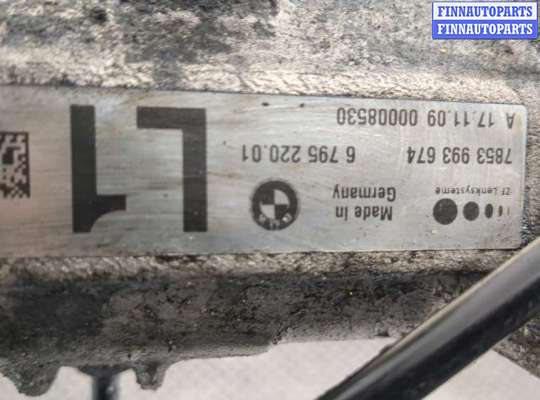 FINNAUTOPARTS
FINNAUTOPARTS
ZF Lenksysteme
Made in
Germany
7853 993 674
6 795 220.01
A 17.11.09 00008530
L1